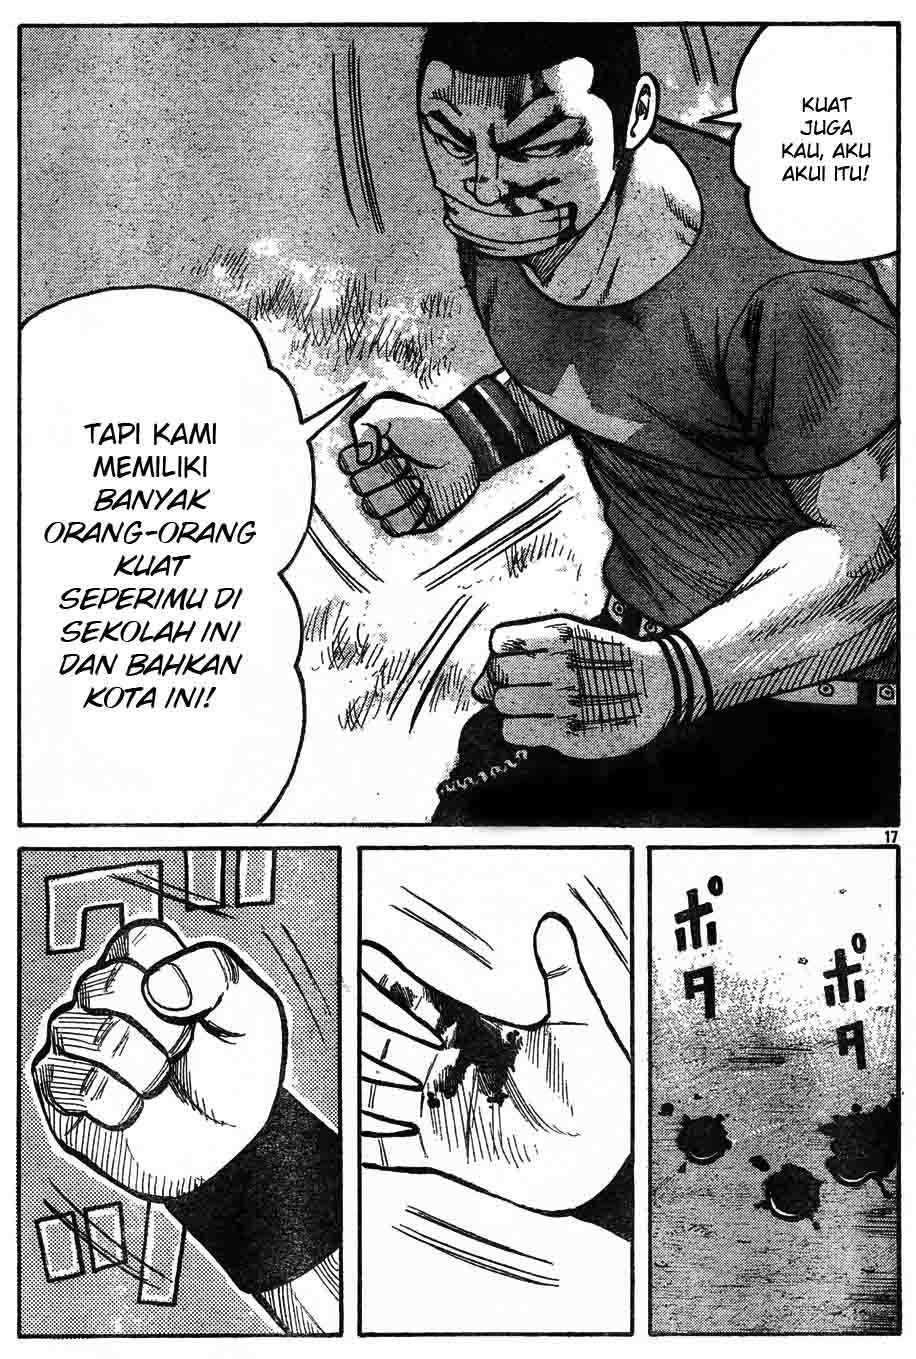 KUAT
JUGA
KAU, AKU
AKUI ITU!
TAPI KAMI
MEMILIKI
BANYAK
ORANG-ORANG
KUAT
SEPERIMU DI
SEKOLAH INI
DAN BAHKAN
KOTA INI!
17
ポタ
ポタ